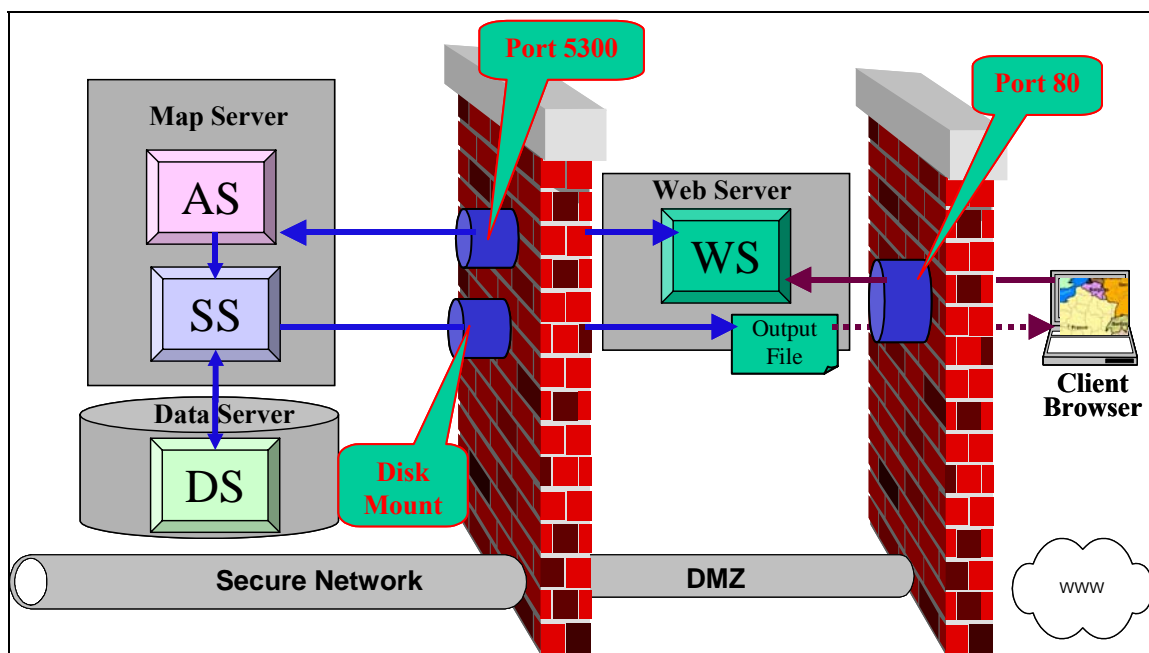 Port 5300
Port 80
Map Server
AS
Web Server
WS
SS
Output
File
Client
Browser
Data Server
DS
Disk
Mount
Secure Network
DMZ
www